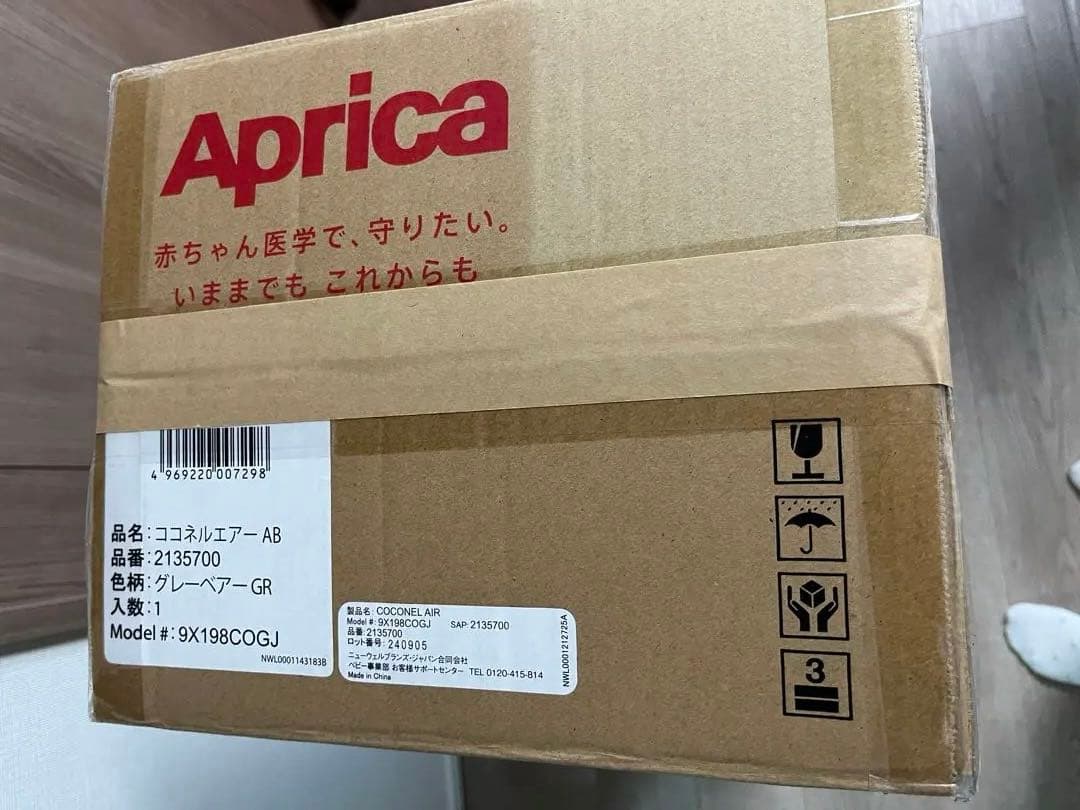 Aprica
赤ちゃん医学で、守りたい。
いままでも これからも
4 969220 007298
品名：ココネルエアー AB
品番：2135700
色柄：グレーベアー GR
入数：1
Model #：9X198COGJ
NWL0001143183B
製品名：COCONEL AIR
Model #：9X198COGJ SAP: 2135700
品番：2135700
ロット番号：240905
ニューウェルブランズ・ジャパン合同会社
ベビー事業部 お客様サポートセンター TEL 0120-415-814
Made in China
NWL0001212725A
3